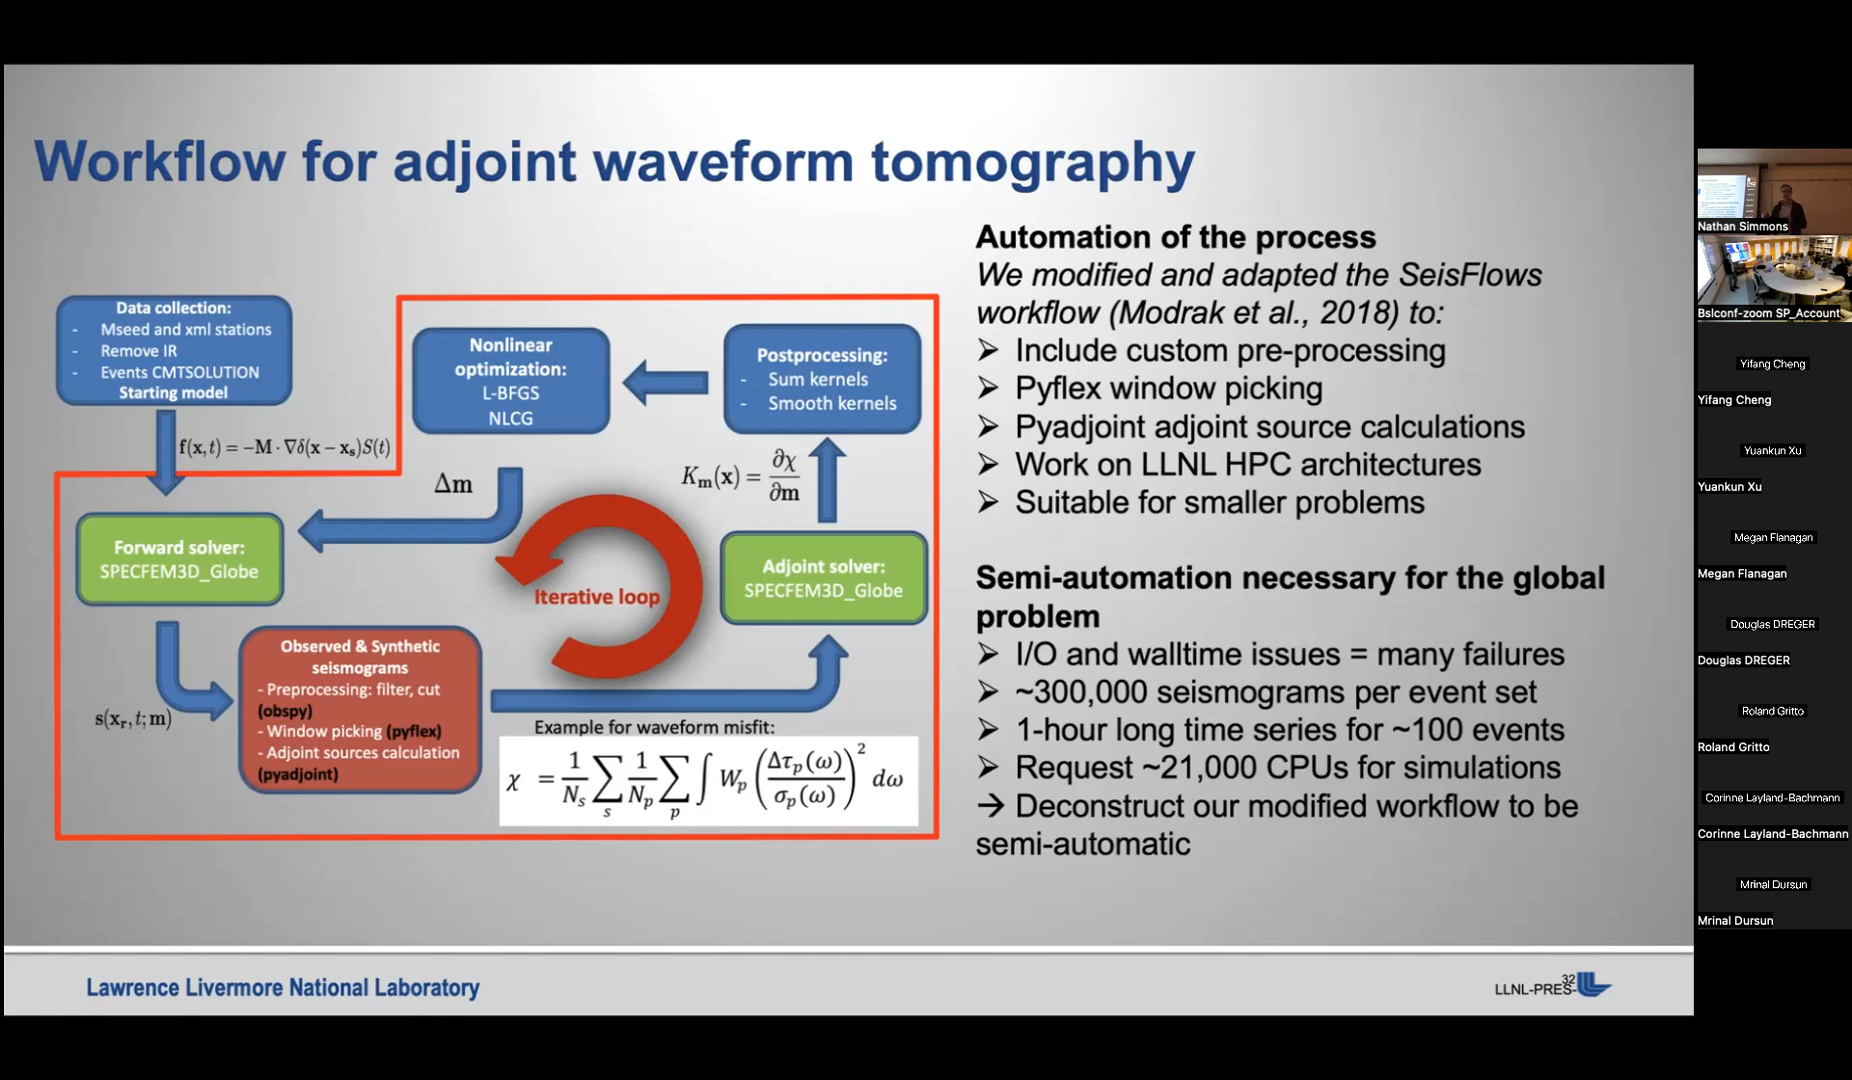 Workflow for adjoint waveform tomography
Data collection:
- Mseed and xml stations
- Remove IR
- Events CMTSOLUTION
Starting model
f(x,t) = −M · ∇δ(x − xₛ)S(t)
Nonlinear
optimization:
L-BFGS
NLCG
Postprocessing:
- Sum kernels
- Smooth kernels
Δm
Kₘ(x) = ∂χ/∂m
Forward solver:
SPECFEM3D_Globe
Iterative loop
Adjoint solver:
SPECFEM3D_Globe
s(xᵣ, t; m)
Observed & Synthetic
seismograms
- Preprocessing: filter, cut
(obspy)
- Window picking (pyflex)
- Adjoint sources calculation
(pyadjoint)
Example for waveform misfit:
χ = 1/Nₛ ∑ₛ 1/Nₚ ∑ₚ ∫ Wₚ (Δτₚ(ω)/σₚ(ω))² dω
Automation of the process
We modified and adapted the SeisFlows
workflow (Modrak et al., 2018) to:
➢ Include custom pre-processing
➢ Pyflex window picking
➢ Pyadjoint adjoint source calculations
➢ Work on LLNL HPC architectures
➢ Suitable for smaller problems
Semi-automation necessary for the global
problem
➢ I/O and walltime issues = many failures
➢ ~300,000 seismograms per event set
➢ 1-hour long time series for ~100 events
➢ Request ~21,000 CPUs for simulations
→ Deconstruct our modified workflow to be
semi-automatic
Lawrence Livermore National Laboratory
LLNL-PRES-
32
Nathan Simmons
Bslconf-zoom SP_Account
Yifang Cheng
Yifang Cheng
Yuankun Xu
Yuankun Xu
Megan Flanagan
Megan Flanagan
Douglas DREGER
Douglas DREGER
Roland Gritto
Roland Gritto
Corinne Layland-Bachmann
Corinne Layland-Bachmann
Mrinal Dursun
Mrinal Dursun